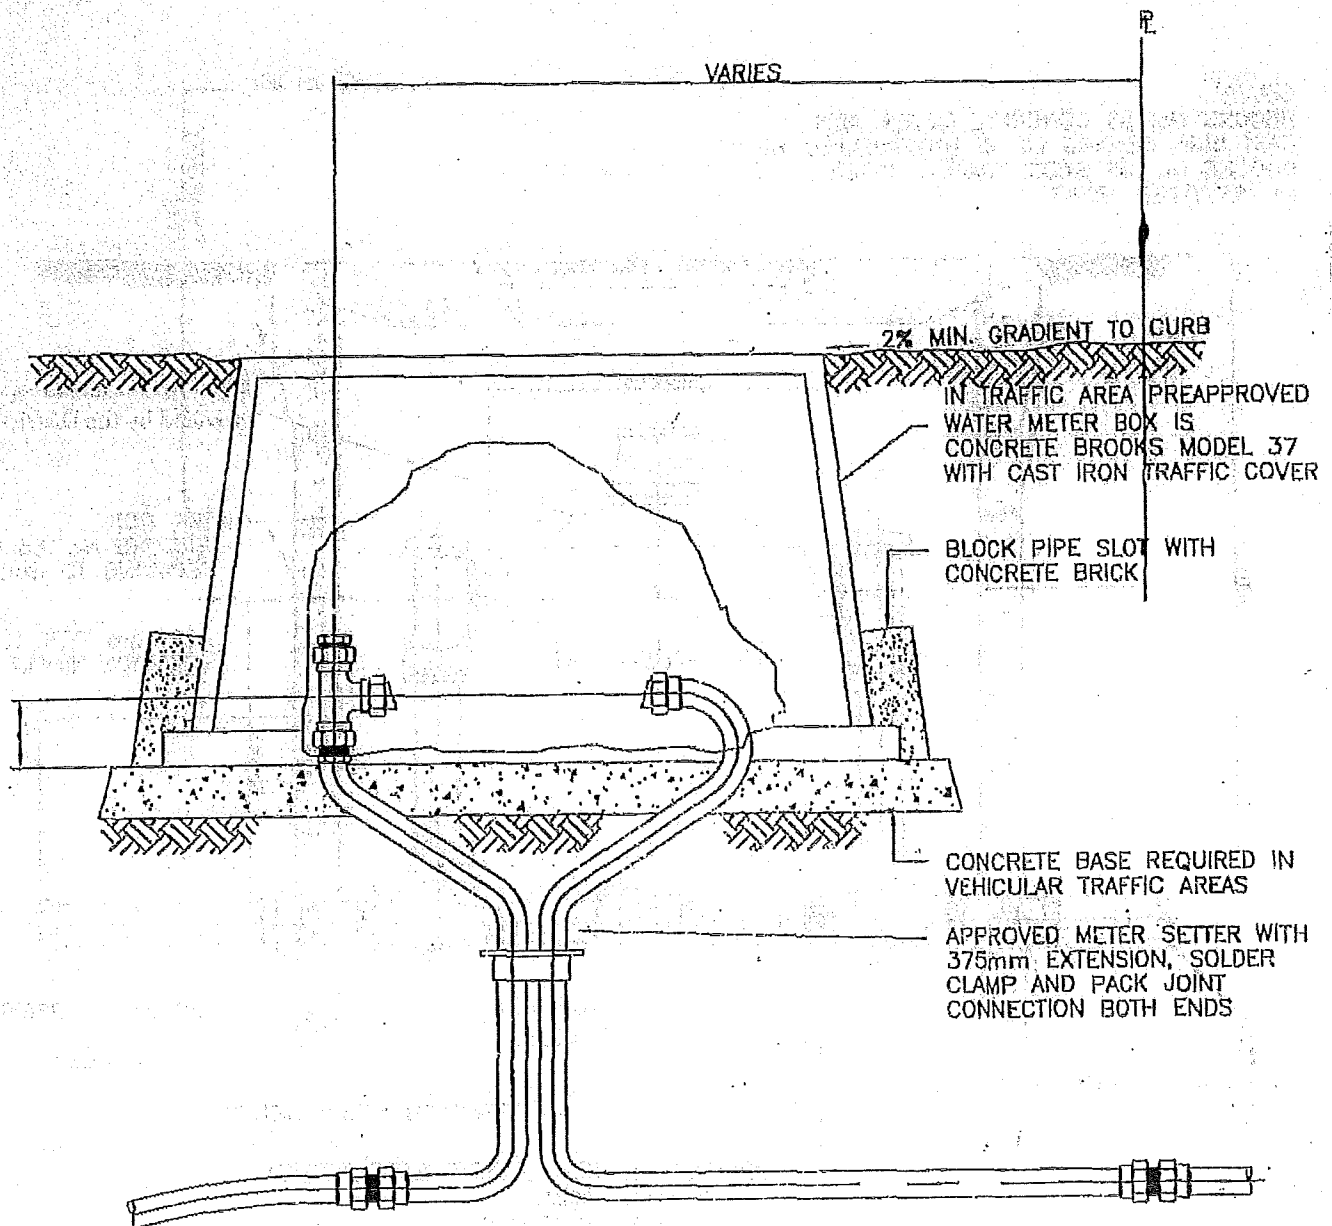 PL
VARIES
2% MIN. GRADIENT TO CURB
IN TRAFFIC AREA PREAPPROVED
WATER METER BOX IS
CONCRETE BROOKS MODEL 37
WITH CAST IRON TRAFFIC COVER
BLOCK PIPE SLOT WITH
CONCRETE BRICK
CONCRETE BASE REQUIRED IN
VEHICULAR TRAFFIC AREAS
APPROVED METER SETTER WITH
375mm EXTENSION, SOLDER
CLAMP AND PACK JOINT
CONNECTION BOTH ENDS